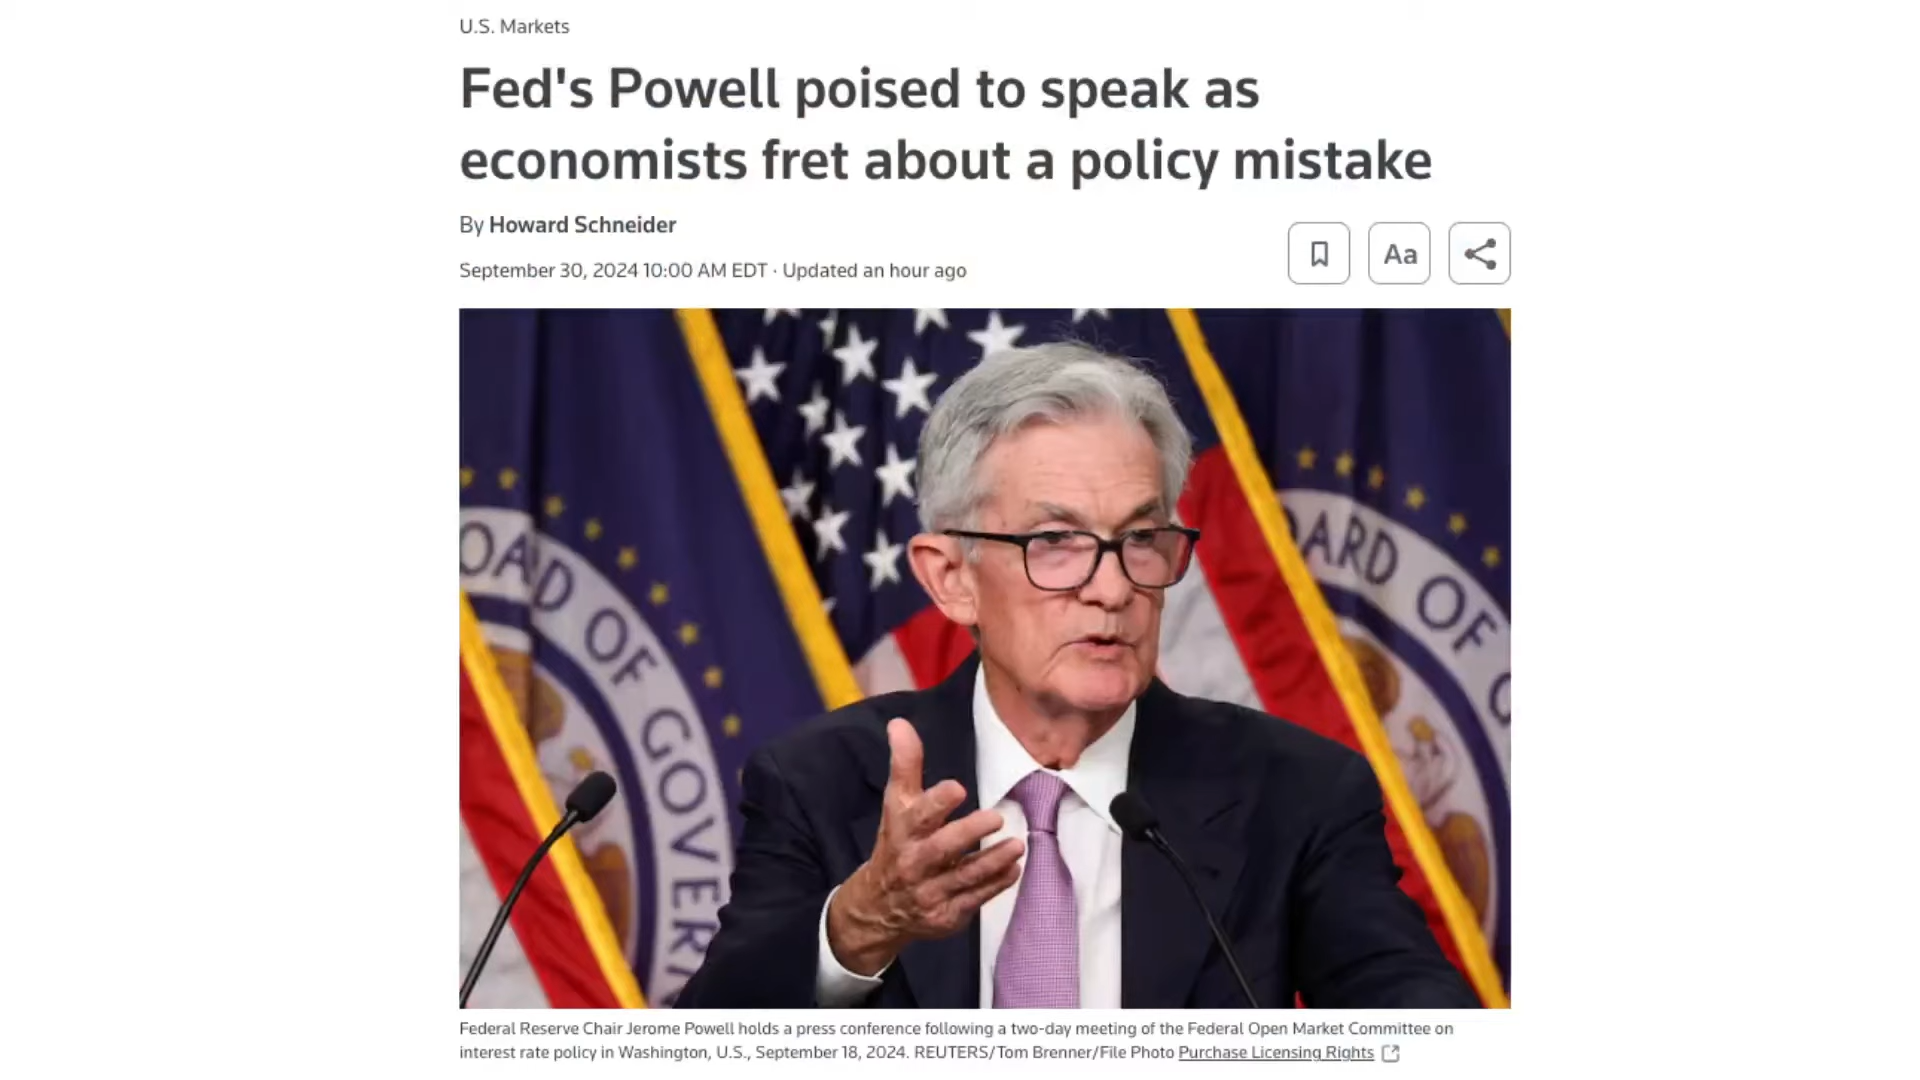 U.S. Markets
Fed's Powell poised to speak as
economists fret about a policy mistake
By Howard Schneider
September 30, 2024 10:00 AM EDT · Updated an hour ago
Aa
OARD OF GOVERN
ARD OF
Federal Reserve Chair Jerome Powell holds a press conference following a two-day meeting of the Federal Open Market Committee on
interest rate policy in Washington, U.S., September 18, 2024. REUTERS/Tom Brenner/File Photo Purchase Licensing Rights